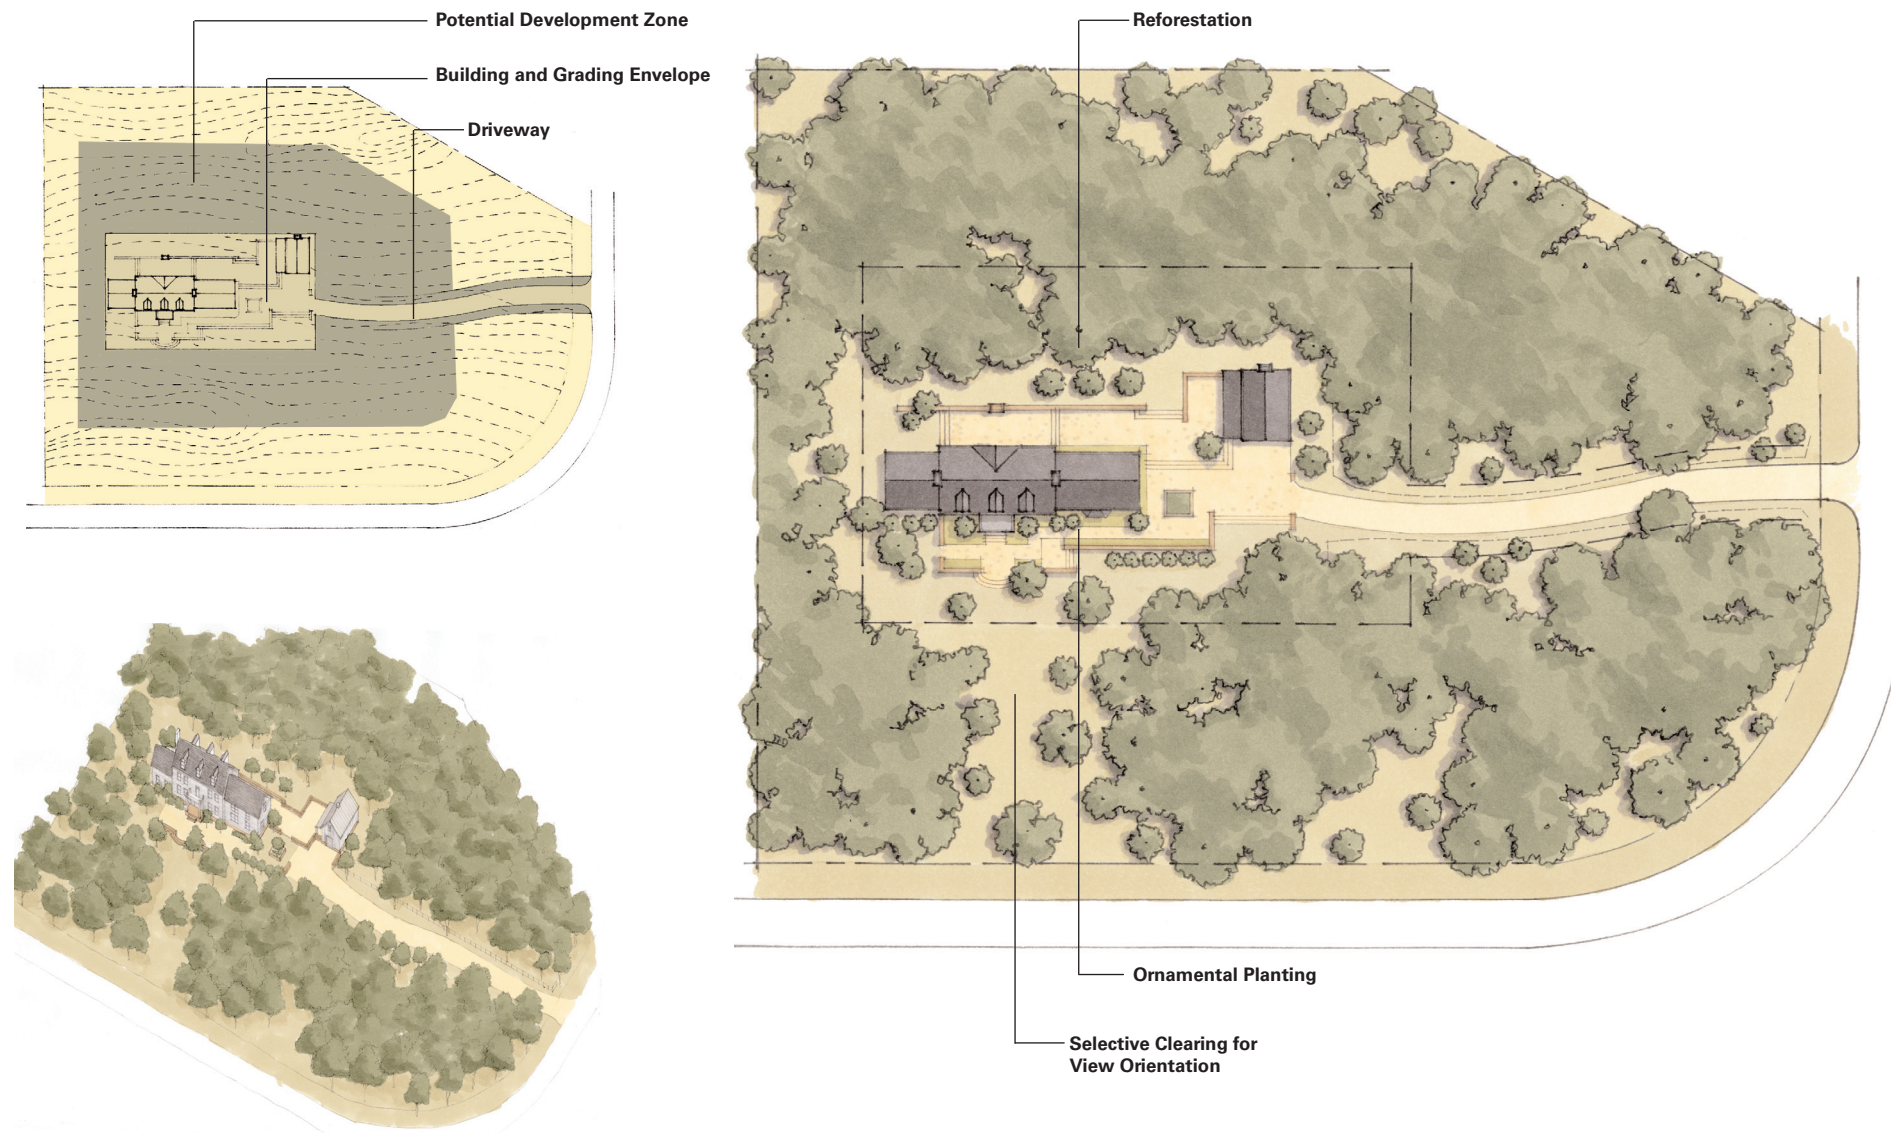 Potential Development Zone
Building and Grading Envelope
Driveway
Reforestation
Ornamental Planting
Selective Clearing for
View Orientation